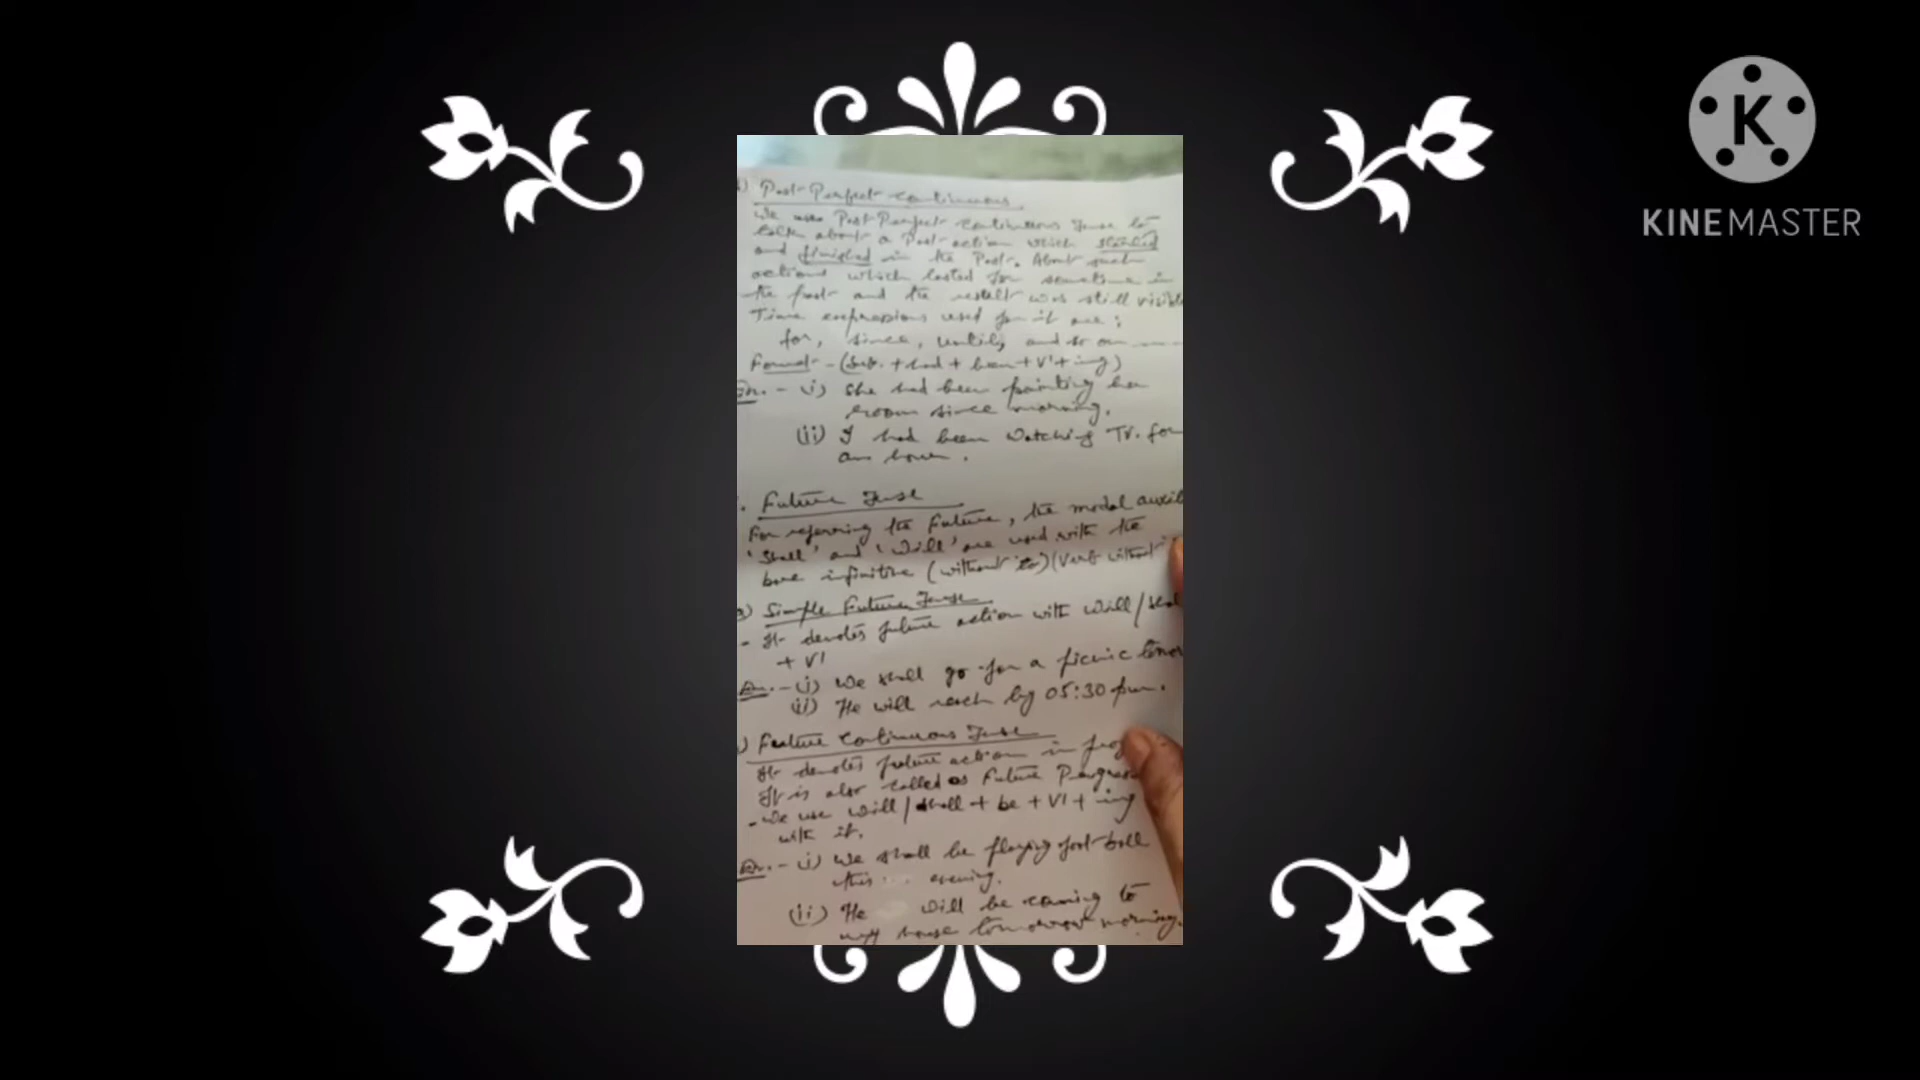 d) Past Perfect Continuous.
We use Past Perfect Continuous Tense to
talk about a Past action which started
and finished in the Past. About such
actions which lasted for sometime in
the past and the result was still visible
Time expressions used for it are:
for, since, until, and so on
Format - (Sub. + had + been + V1 + ing)
Ex. - (i) She had been painting her
room since morning.
(ii) I had been watching TV. for
an hour.
Future Tense
For referring the Future, the modal auxil
'Shall' and 'Will' are used with the
bare infinitive (without to) (Verb without
a) Simple Future Tense
- It denotes future action with will/shal
+ V1
Ex. - (i) We shall go for a picnic tomor
(ii) He will reach by 05:30 pm.
) Future Continuous Tense
It denotes future action in prog
It is also called as Future Progress
- We use will/shall + be + V1 + ing
with it.
Ex. - (i) We shall be playing foot-ball
this evening.
(ii) He will be coming to
my house tomorrow morning.
K
KINEMASTER